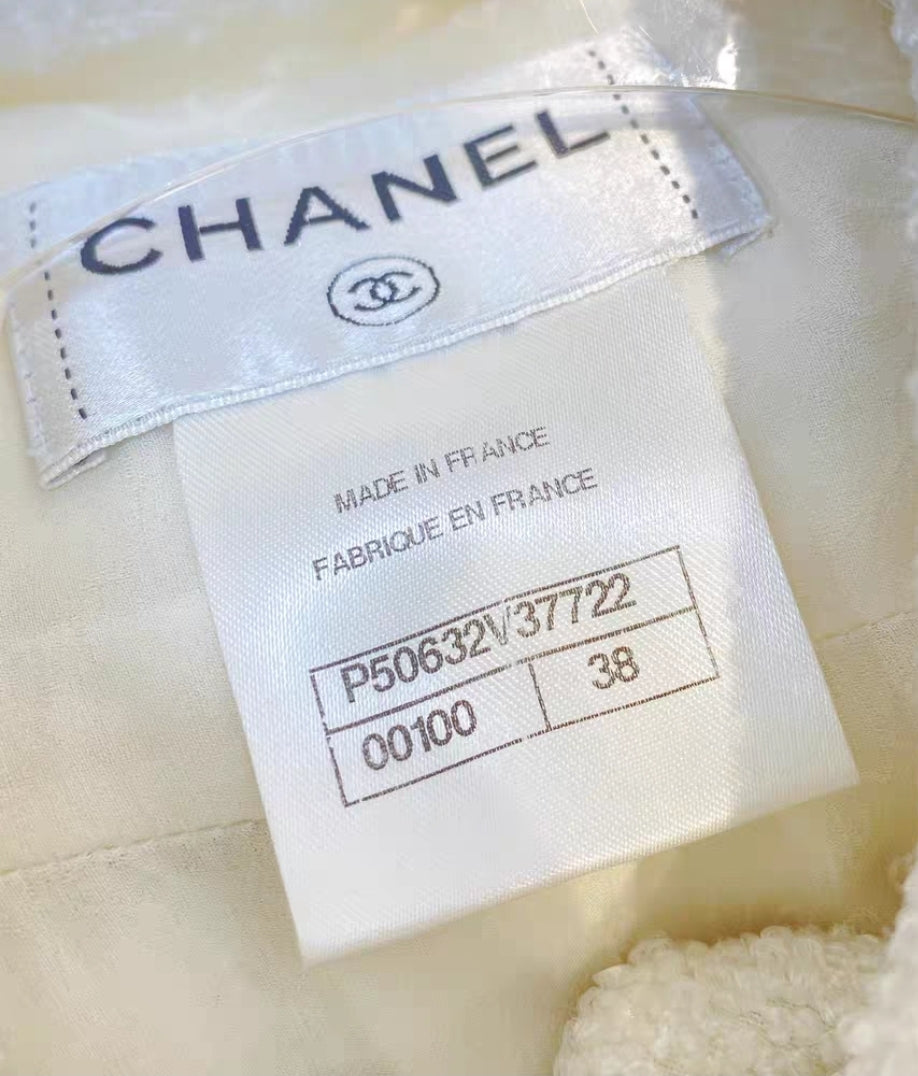 CHANEL
MADE IN FRANCE
FABRIQUE EN FRANCE
P50632V37722
00100 38